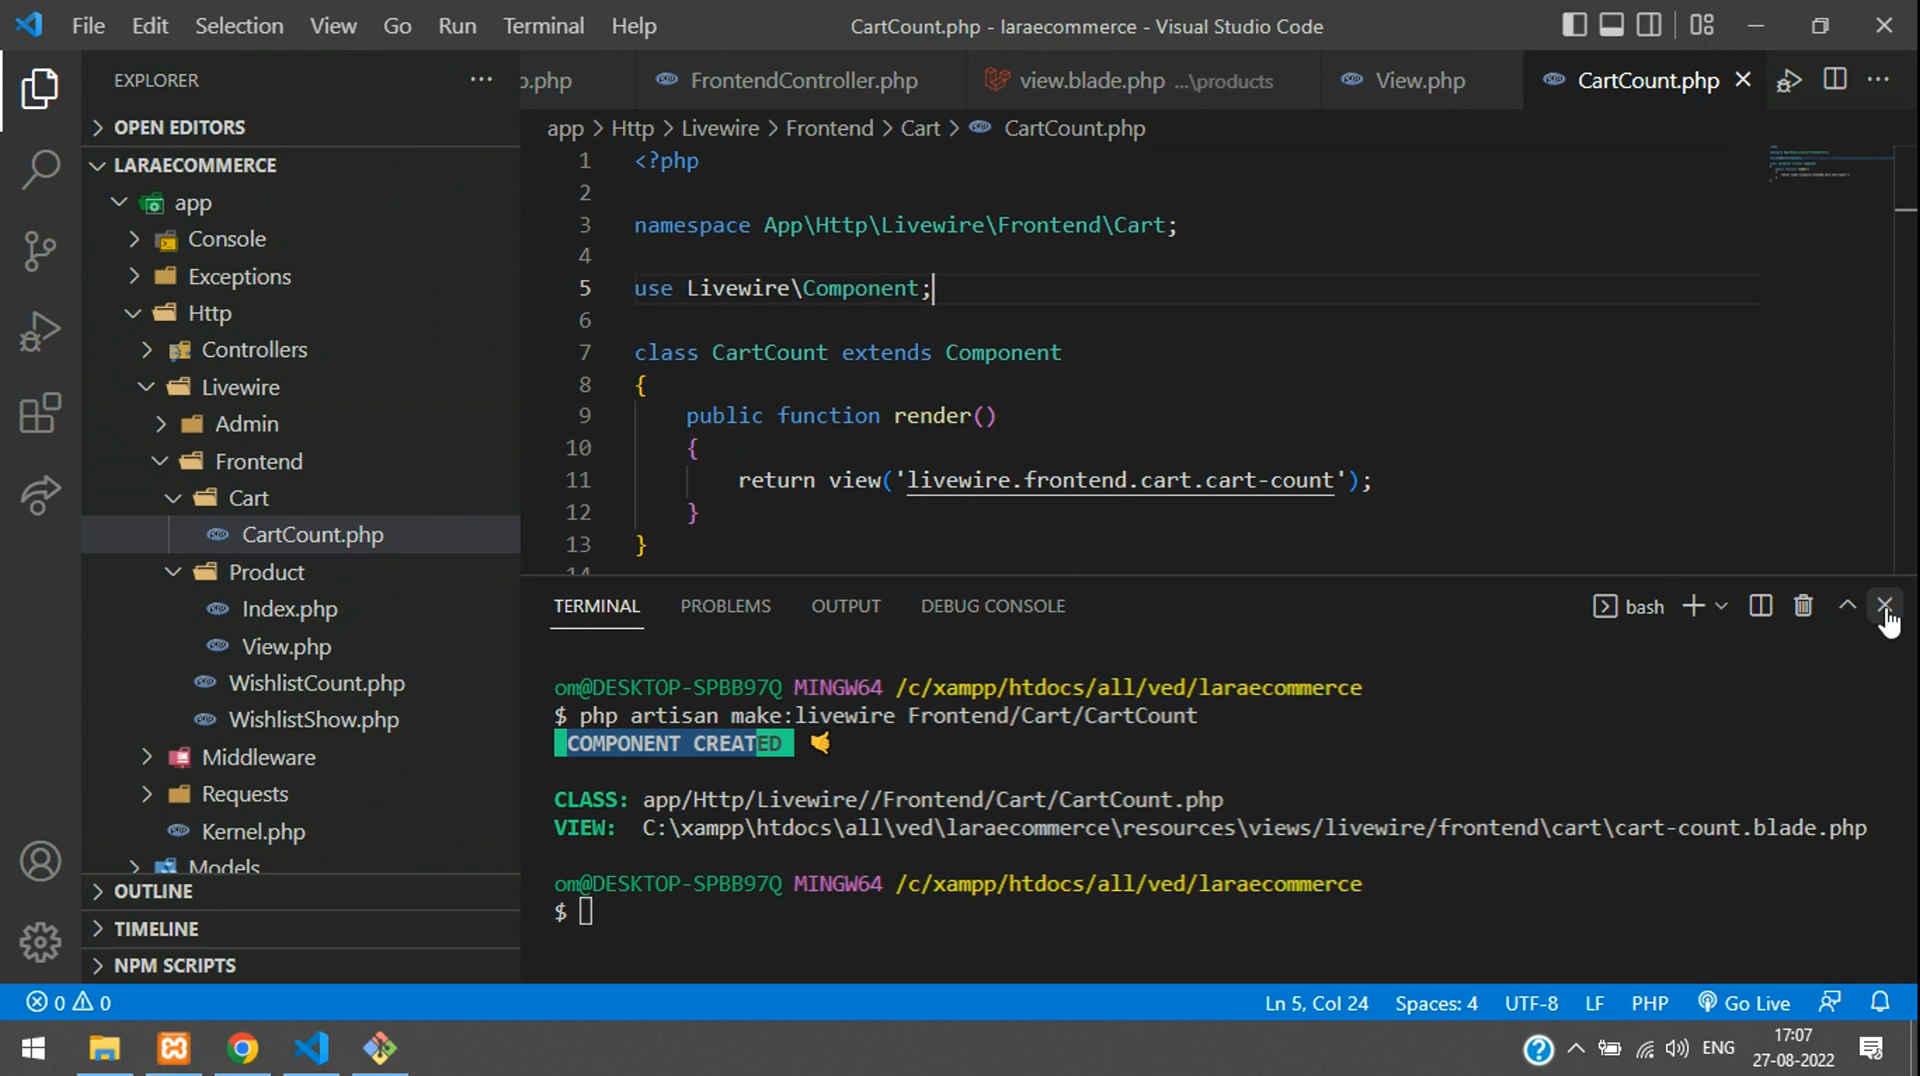 File Edit Selection View Go Run Terminal Help
CartCount.php - laraecommerce - Visual Studio Code
EXPLORER
OPEN EDITORS
LARAECOMMERCE
app
Console
Exceptions
Http
Controllers
Livewire
Admin
Frontend
Cart
CartCount.php
Product
Index.php
View.php
WishlistCount.php
WishlistShow.php
Middleware
Requests
Kernel.php
Models
OUTLINE
TIMELINE
NPM SCRIPTS
.php FrontendController.php view.blade.php ...\products View.php CartCount.php
app > Http > Livewire > Frontend > Cart > CartCount.php
1 <?php
2
3 namespace App\Http\Livewire\Frontend\Cart;
4
5 use Livewire\Component;
6
7 class CartCount extends Component
8 {
9 public function render()
10 {
11 return view('livewire.frontend.cart.cart-count');
12 }
13 }
14
TERMINAL PROBLEMS OUTPUT DEBUG CONSOLE
bash
om@DESKTOP-SPBB97Q MINGW64 /c/xampp/htdocs/all/ved/laraecommerce
$ php artisan make:livewire Frontend/Cart/CartCount
COMPONENT CREATED 🤙
CLASS: app/Http/Livewire//Frontend/Cart/CartCount.php
VIEW: C:\xampp\htdocs\all\ved\laraecommerce\resources\views/livewire/frontend\cart\cart-count.blade.php
om@DESKTOP-SPBB97Q MINGW64 /c/xampp/htdocs/all/ved/laraecommerce
$
0 0
Ln 5, Col 24 Spaces: 4 UTF-8 LF PHP Go Live
ENG
17:07
27-08-2022